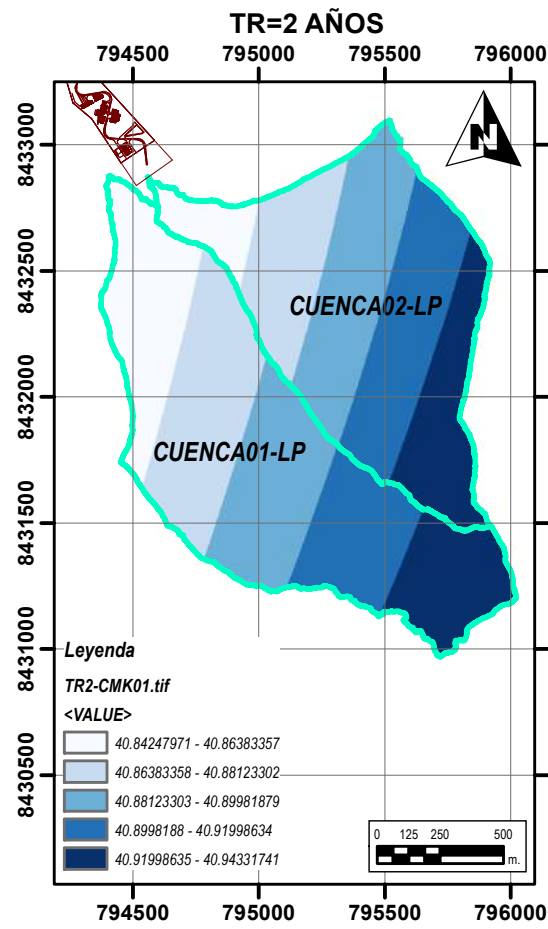 TR=2 AÑOS
794500 795000 795500 796000
8433000
N
8432500
CUENCA02-LP
8432000
CUENCA01-LP
8431500
8431000
Leyenda
TR2-CMK01.tif
<VALUE>
40.84247971 - 40.86383357
40.86383358 - 40.88123302
8430500
40.88123303 - 40.89981879
40.8998188 - 40.91998634
40.91998635 - 40.94331741
0 125 250 500
m.
794500 795000 795500 796000